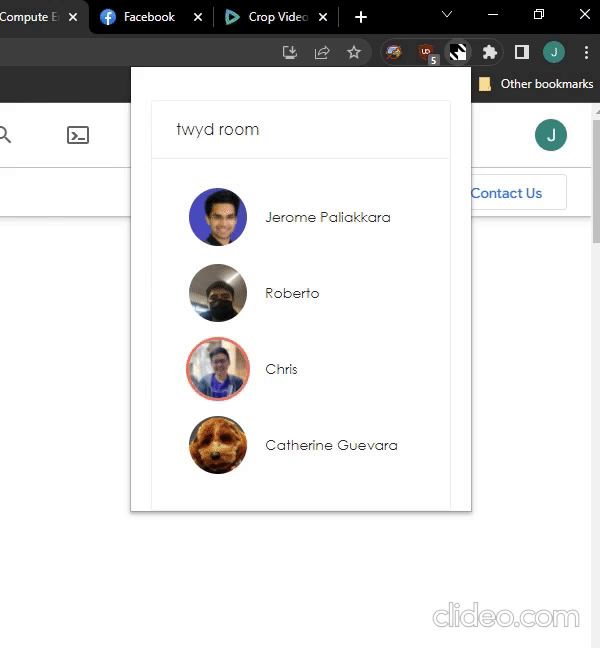 Compute E
Facebook
Crop Video
UD
5
J
Other bookmarks
twyd room
J
Contact Us
Jerome Paliakkara
Roberto
Chris
Catherine Guevara
clideo.com